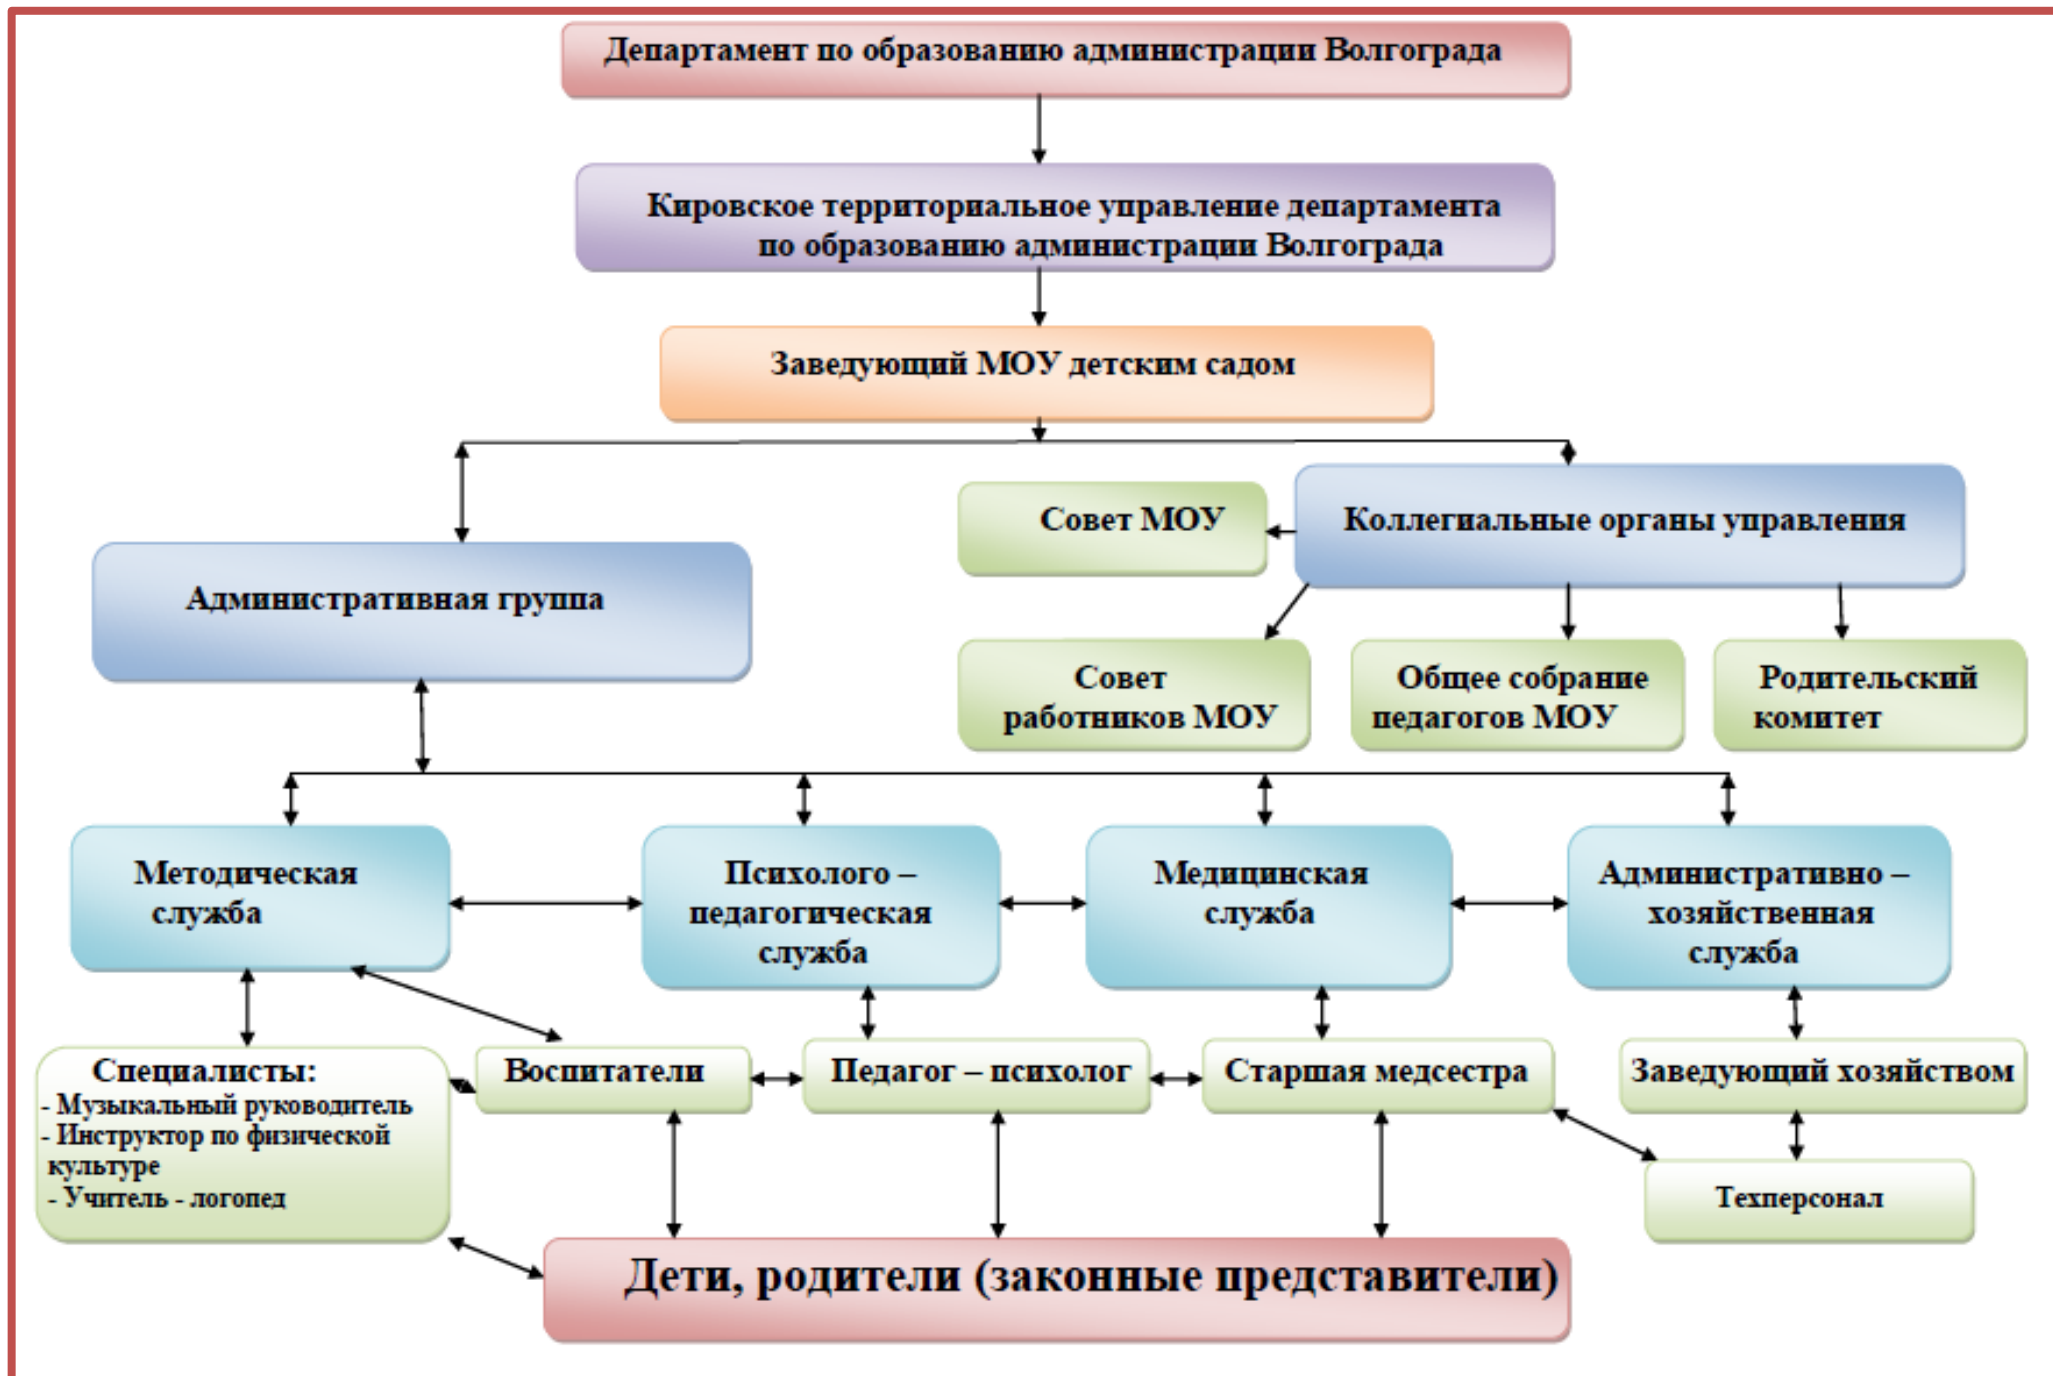 Департамент по образованию администрации Волгограда
Кировское территориальное управление департамента
по образованию администрации Волгограда
Заведующий МОУ детским садом
Совет МОУ
Коллегиальные органы управления
Административная группа
Совет
работников МОУ
Общее собрание
педагогов МОУ
Родительский
комитет
Методическая
служба
Психолого –
педагогическая
служба
Медицинская
служба
Административно –
хозяйственная
служба
Специалисты:
- Музыкальный руководитель
- Инструктор по физической
культуре
- Учитель - логопед
Воспитатели
Педагог – психолог
Старшая медсестра
Заведующий хозяйством
Техперсонал
Дети, родители (законные представители)